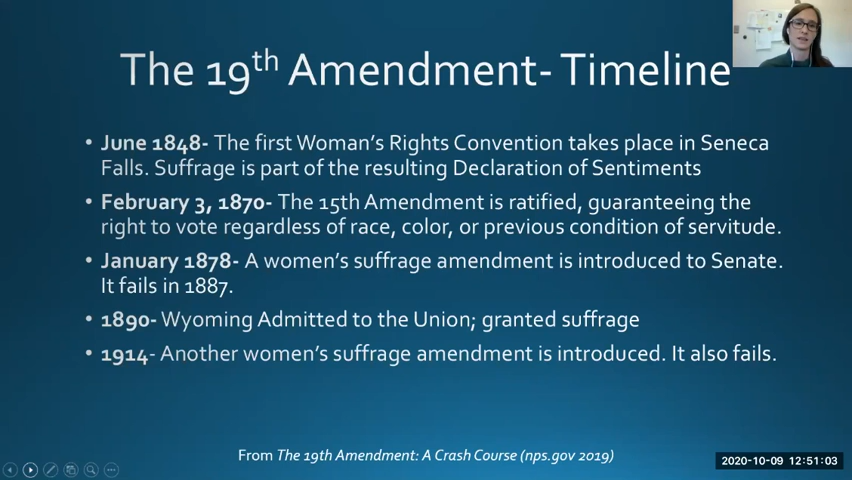 The 19th Amendment- Timeline
• June 1848- The first Woman's Rights Convention takes place in Seneca
Falls. Suffrage is part of the resulting Declaration of Sentiments
• February 3, 1870- The 15th Amendment is ratified, guaranteeing the
right to vote regardless of race, color, or previous condition of servitude.
• January 1878- A women's suffrage amendment is introduced to Senate.
It fails in 1887.
• 1890- Wyoming Admitted to the Union; granted suffrage
• 1914- Another women's suffrage amendment is introduced. It also fails.
From The 19th Amendment: A Crash Course (nps.gov 2019)
2020-10-09 12:51:03